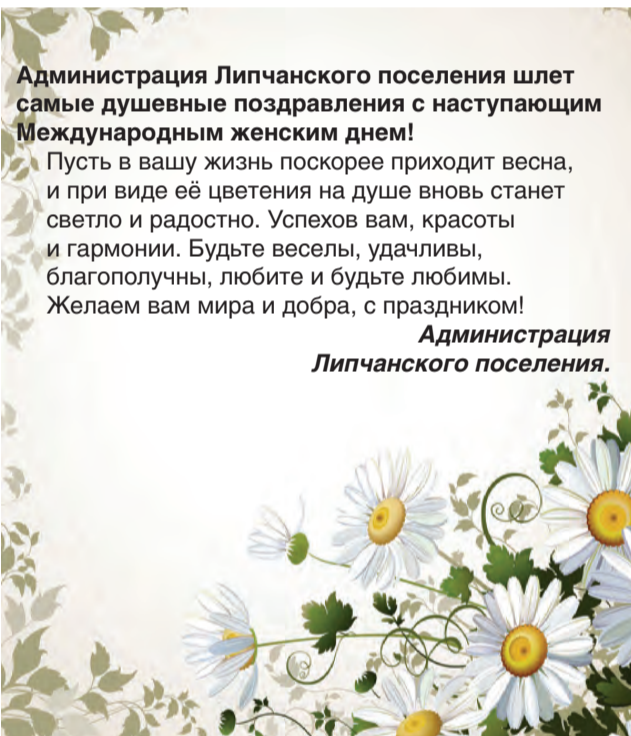 Администрация Липчанского поселения шлет
самые душевные поздравления с наступающим
Международным женским днем!
Пусть в вашу жизнь поскорее приходит весна,
и при виде её цветения на душе вновь станет
светло и радостно. Успехов вам, красоты
и гармонии. Будьте веселы, удачливы,
благополучны, любите и будьте любимы.
Желаем вам мира и добра, с праздником!
Администрация
Липчанского поселения.